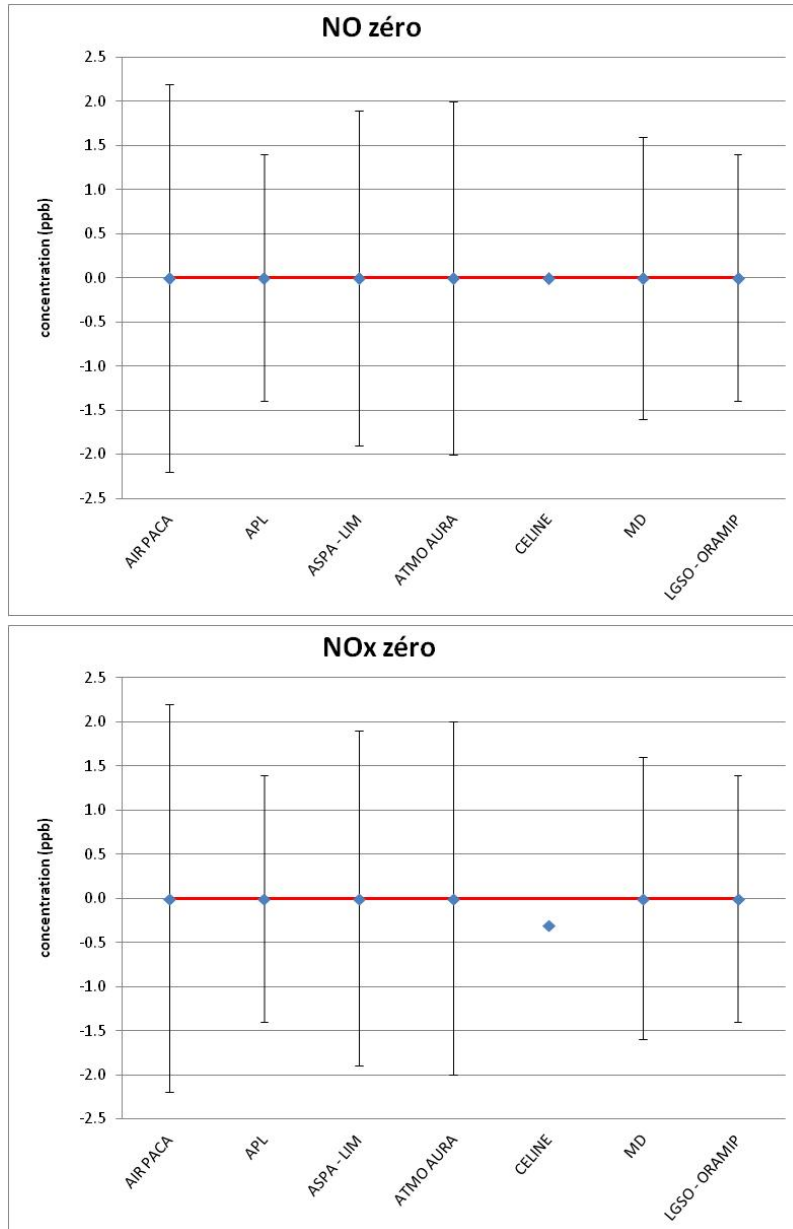 NO zéro
2.5
2.0
1.5
1.0
0.5
0.0
-0.5
-1.0
-1.5
-2.0
-2.5
concentration (ppb)
AIR PACA
APL
ASPA - LIM
ATMO AURA
CELINE
MD
LGSO - ORAMIP
NOx zéro
2.5
2.0
1.5
1.0
0.5
0.0
-0.5
-1.0
-1.5
-2.0
-2.5
concentration (ppb)
AIR PACA
APL
ASPA - LIM
ATMO AURA
CELINE
MD
LGSO - ORAMIP